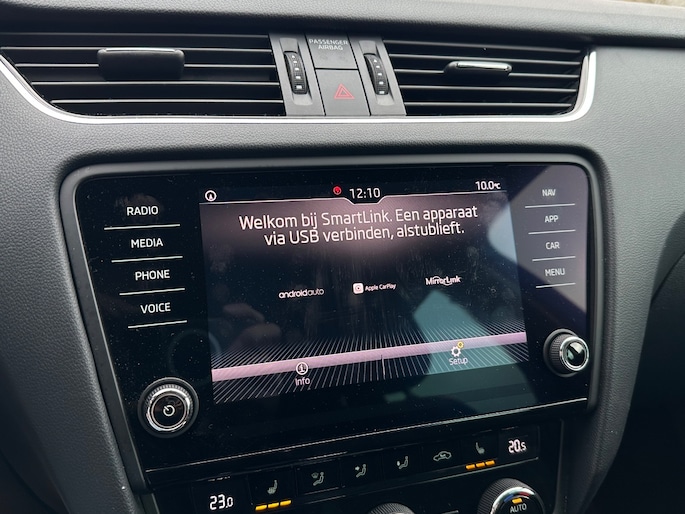 PASSENGER
AIRBAG
12:10
10.0°C
RADIO
MEDIA
PHONE
VOICE
Welkom bij SmartLink. Een apparaat
via USB verbinden, alstublieft.
androidauto
Apple CarPlay
MirrorLink
Info
Setup
NAV
APP
CAR
MENU
23.0
20.5
AUTO